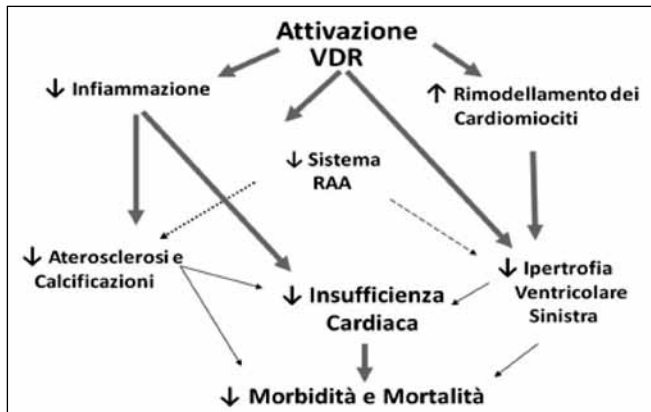 Attivazione
VDR
↓ Infiammazione
↑ Rimodellamento dei
Cardiomiociti
↓ Sistema
RAA
↓ Aterosclerosi e
Calcificazioni
↓ Ipertrofia
Ventricolare
Sinistra
↓ Insufficienza
Cardiaca
↓ Morbidità e Mortalità